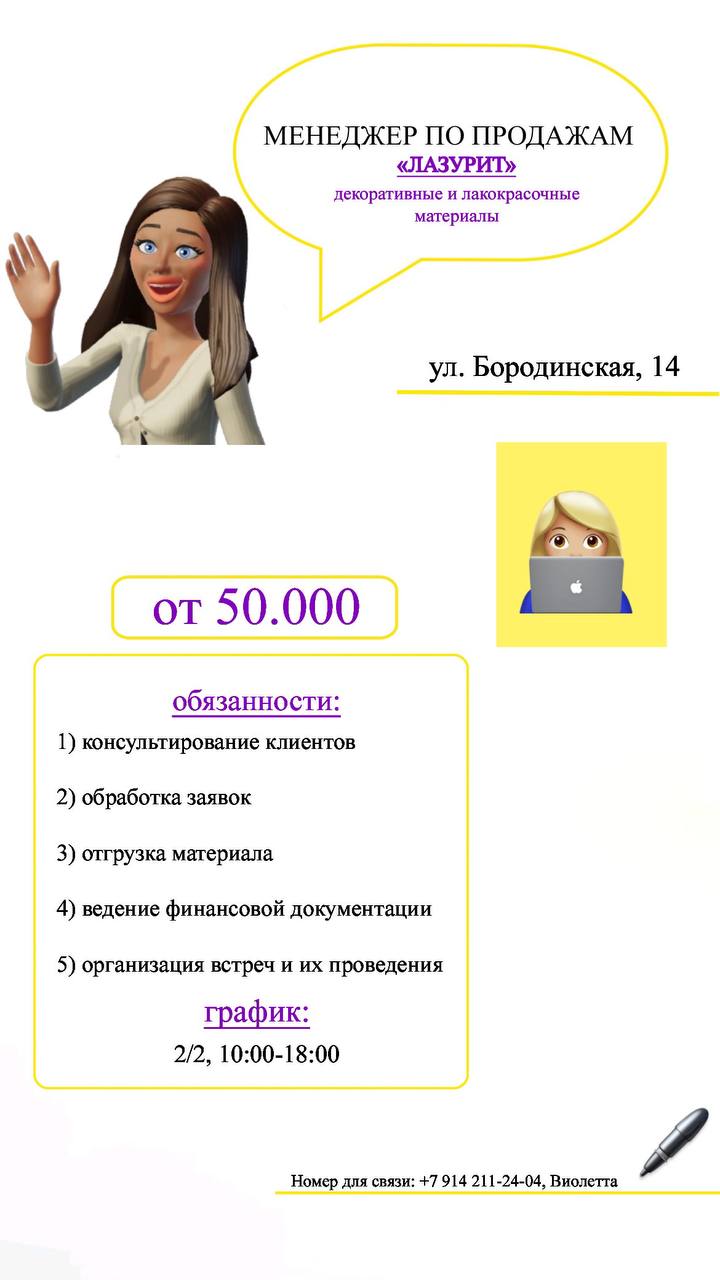 МЕНЕДЖЕР ПО ПРОДАЖАМ
«ЛАЗУРИТ»
декоративные и лакокрасочные
материалы
ул. Бородинская, 14
от 50.000
обязанности:
1) консультирование клиентов
2) обработка заявок
3) отгрузка материала
4) ведение финансовой документации
5) организация встреч и их проведения
график:
2/2, 10:00-18:00
Номер для связи: +7 914 211-24-04, Виолетта